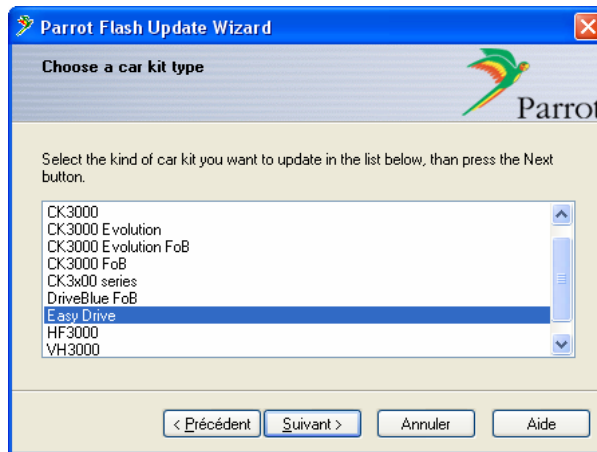 Parrot Flash Update Wizard
Choose a car kit type
Parrot
Select the kind of car kit you want to update in the list below, than press the Next
button.
CK3000
CK3000 Evolution
CK3000 Evolution FoB
CK3000 FoB
CK3x00 series
DriveBlue FoB
Easy Drive
HF3000
VH3000
< Précédent Suivant > Annuler Aide